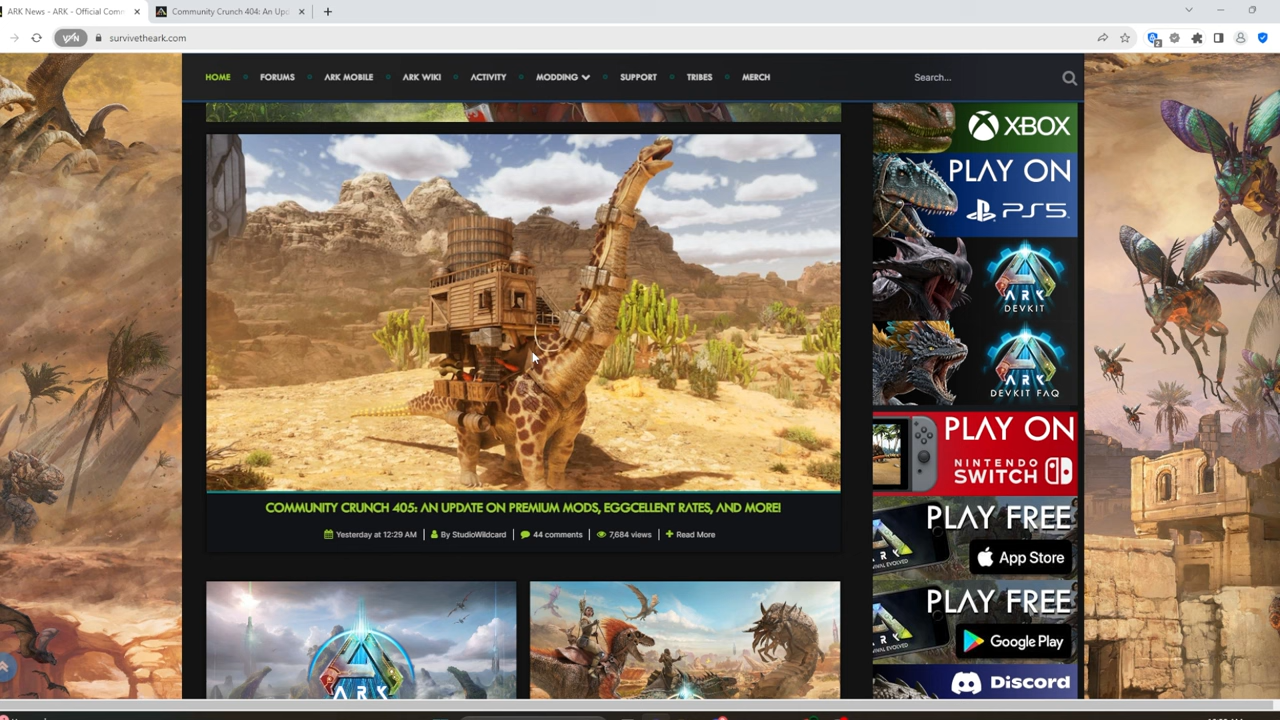 ARK News - ARK - Official Com
Community Crunch 404: An Up
VPN
survivetheark.com
HOME
FORUMS
ARK MOBILE
ARK WIKI
ACTIVITY
MODDING
SUPPORT
TRIBES
MERCH
Search...
XBOX
PLAY ON
PS5
ARK
DEVKIT
ARK
DEVKIT FAQ
PLAY ON
NINTENDO
SWITCH
COMMUNITY CRUNCH 405: AN UPDATE ON PREMIUM MODS, EGGCELLENT RATES, AND MORE!
Yesterday at 12:29 AM | By StudioWildcard | 44 comments | 7,684 views | Read More
PLAY FREE
App Store
PLAY FREE
Google Play
ARK
Discord